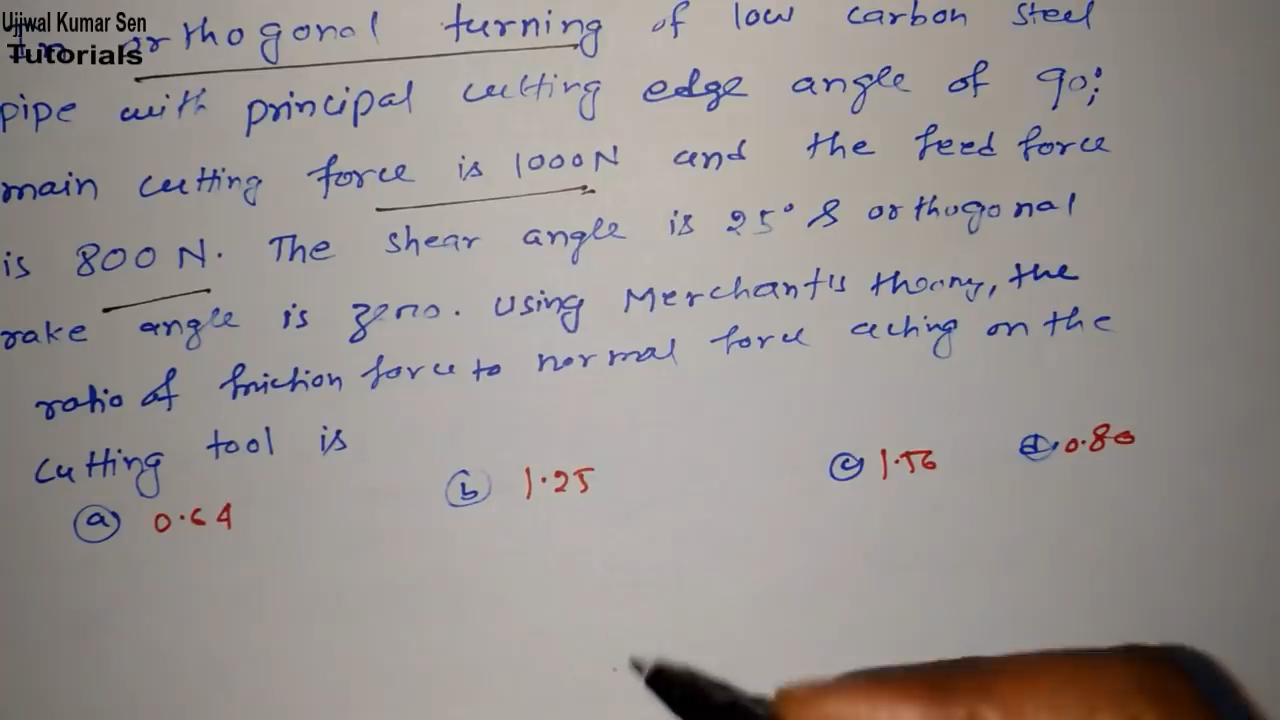 Ujjwal Kumar Sen
Tutorials
In orthogonal turning of low carbon steel
pipe with principal cutting edge angle of 90°;
main cutting force is 1000N and the feed force
is 800 N. The shear angle is 25° & orthogonal
rake angle is zero. Using Merchant's theory, the
ratio of friction force to normal force acting on the
cutting tool is
(a) 0.64 (b) 1.25 (c) 1.56 (d) 0.80